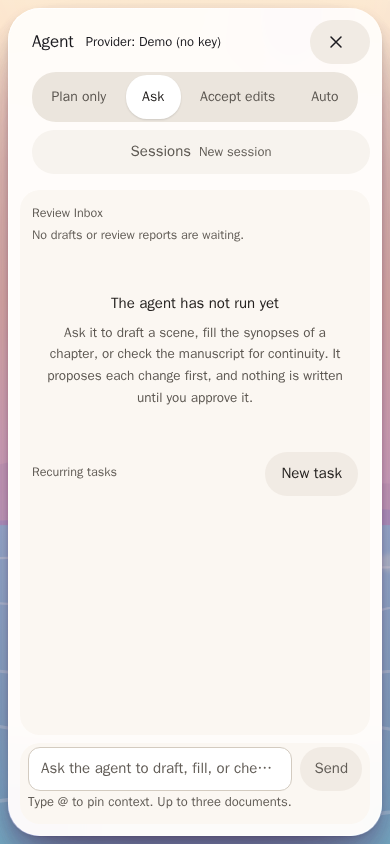 Agent Provider: Demo (no key)
Plan only Ask Accept edits Auto
Sessions New session
Review Inbox
No drafts or review reports are waiting.
The agent has not run yet
Ask it to draft a scene, fill the synopses of a
chapter, or check the manuscript for continuity. It
proposes each change first, and nothing is written
until you approve it.
Recurring tasks New task
Ask the agent to draft, fill, or che··· Send
Type @ to pin context. Up to three documents.